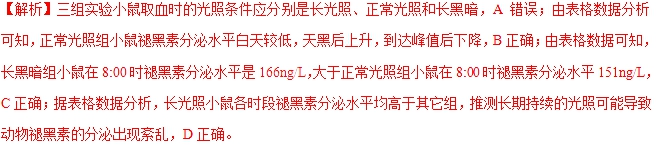 【解析】三组实验小鼠取血时的光照条件应分别是长光照、正常光照和长黑暗，A 错误；由表格数据分析
可知，正常光照组小鼠褪黑素分泌水平白天较低，天黑后上升，到达峰值后下降，B正确；由表格数据可知，
长黑暗组小鼠在 8:00时褪黑素分泌水平是 166ng/L,大于正常光照组小鼠在 8:00时褪黑素分泌水平 151ng/L，
C 正确；据表格数据分析，长光照小鼠各时段褪黑素分泌水平均高于其它组，推测长期持续的光照可能导致
动物褪黑素的分泌出现紊乱，D 正确。